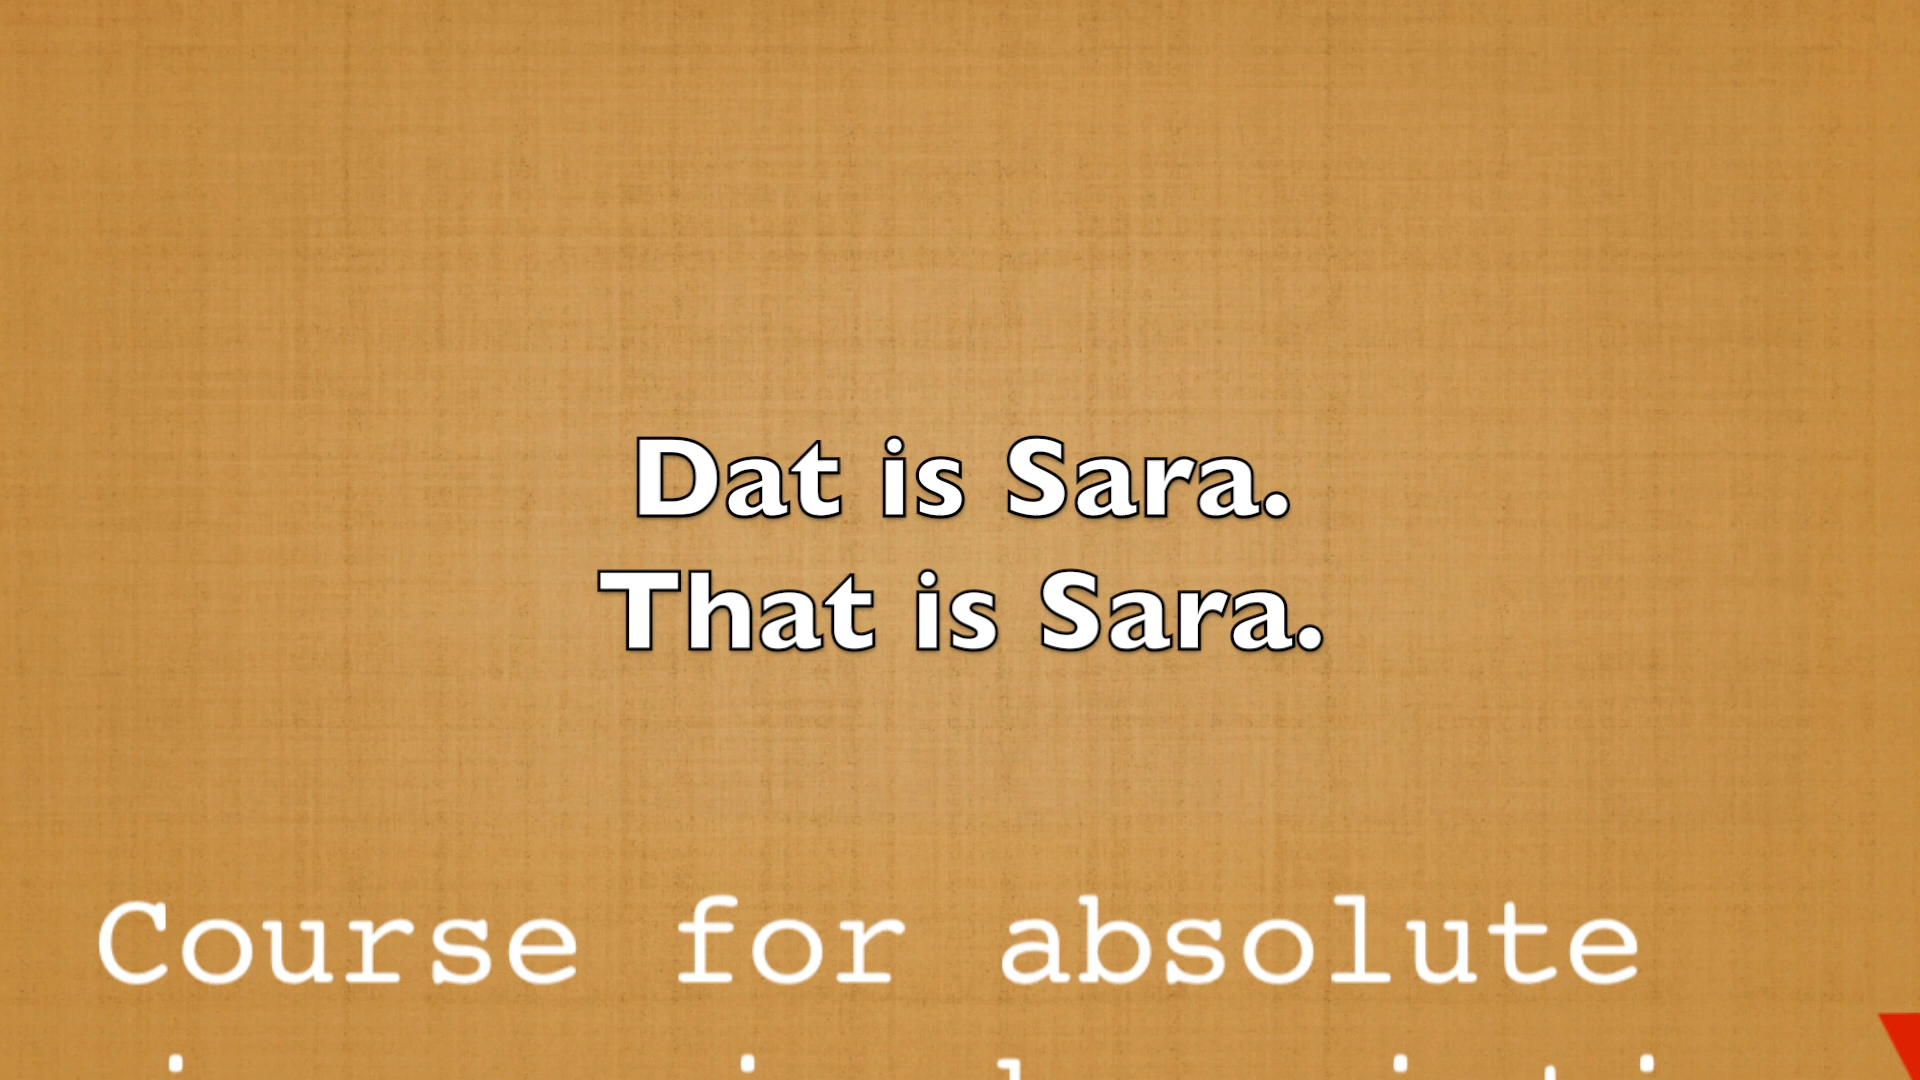 Dat is Sara.
That is Sara.
Course for absolute